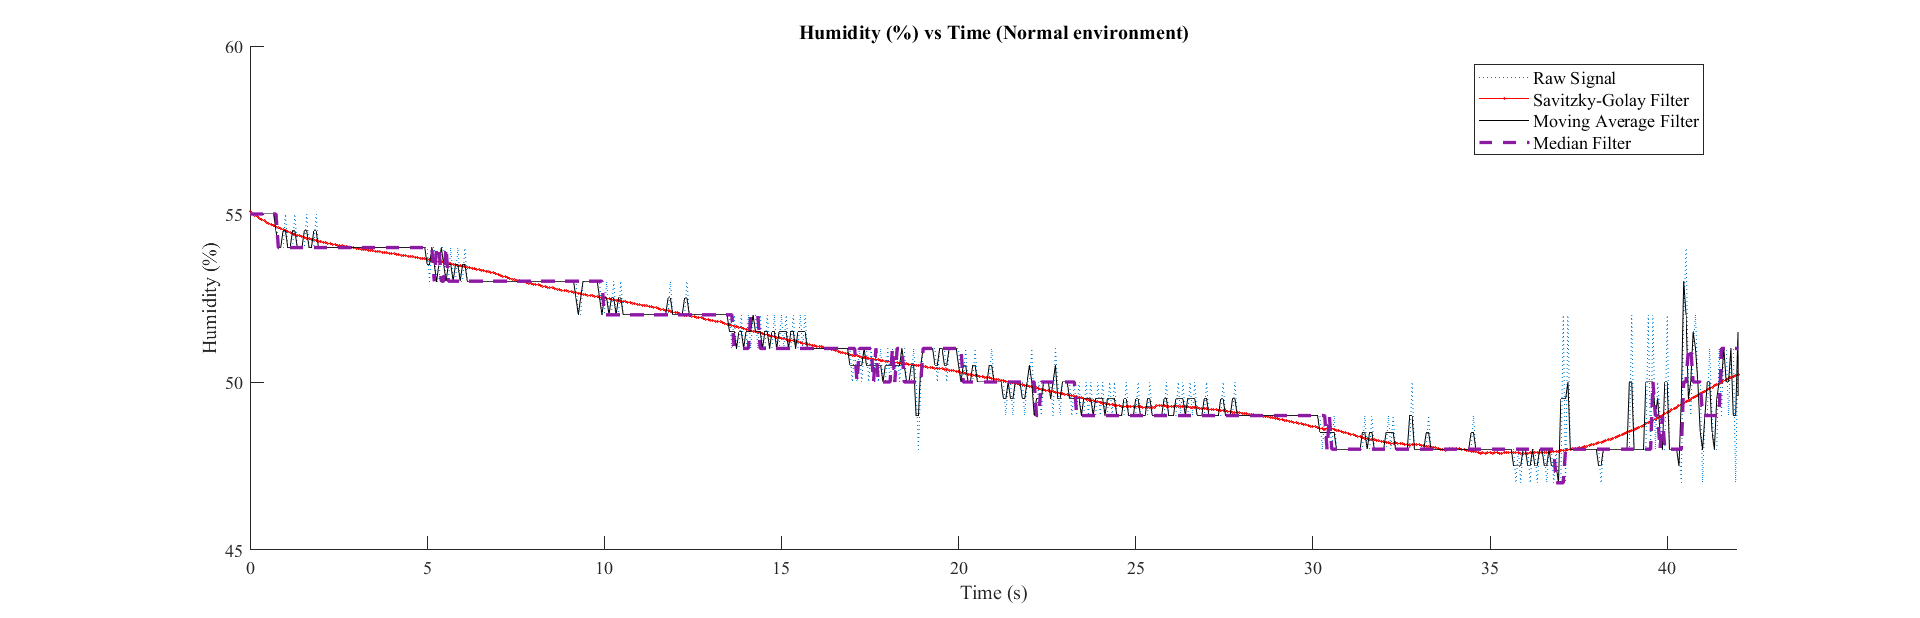 Humidity (%) vs Time (Normal environment)
60
55
50
45
Humidity (%)
Raw Signal
Savitzky-Golay Filter
Moving Average Filter
Median Filter
0 5 10 15 20 25 30 35 40
Time (s)